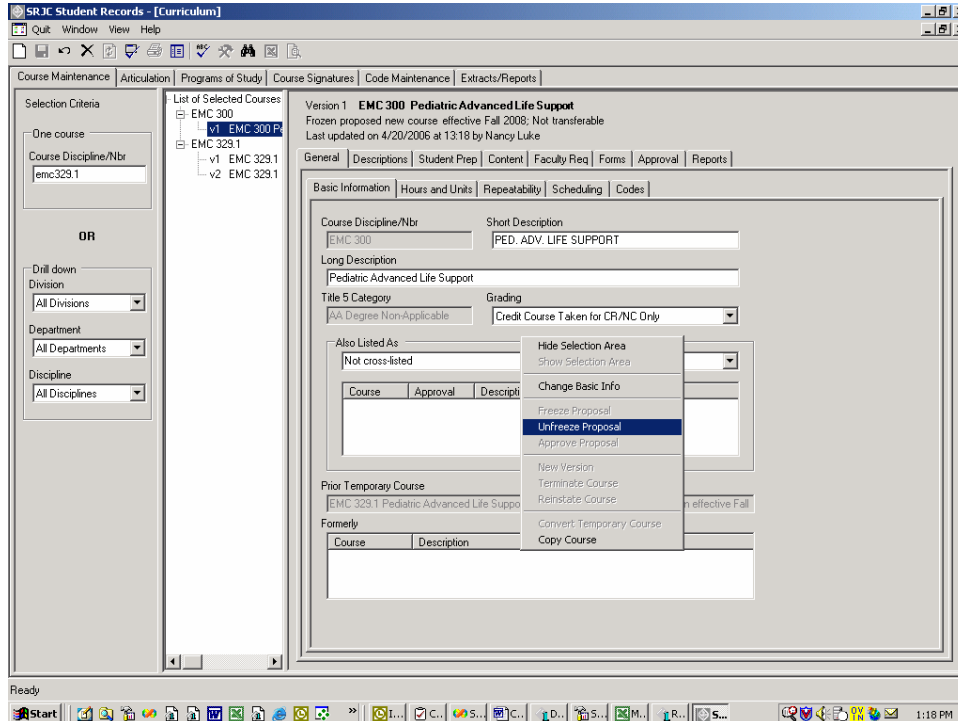 SRJC Student Records - [Curriculum]
Quit Window View Help
Course Maintenance Articulation Programs of Study Course Signatures Code Maintenance Extracts/Reports
Selection Criteria
One course
Course Discipline/Nbr
emc329.1
OR
Drill down
Division
All Divisions
Department
All Departments
Discipline
All Disciplines
List of Selected Courses
EMC 300
v1 EMC 300 Pe
EMC 329.1
v1 EMC 329.1
v2 EMC 329.1
Version 1 EMC 300 Pediatric Advanced Life Support
Frozen proposed new course effective Fall 2008; Not transferable
Last updated on 4/20/2006 at 13:18 by Nancy Luke
General Descriptions Student Prep Content Faculty Req Forms Approval Reports
Basic Information Hours and Units Repeatability Scheduling Codes
Course Discipline/Nbr Short Description
EMC 300 PED. ADV. LIFE SUPPORT
Long Description
Pediatric Advanced Life Support
Title 5 Category Grading
AA Degree Non-Applicable Credit Course Taken for CR/NC Only
Also Listed As
Not cross-listed
Course Approval Descripti
Hide Selection Area
Show Selection Area
Change Basic Info
Freeze Proposal
Unfreeze Proposal
Approve Proposal
New Version
Terminate Course
Reinstate Course
Convert Temporary Course
Copy Course
Prior Temporary Course
EMC 329.1 Pediatric Advanced Life Suppo n effective Fall
Formerly
Course Description
Ready
Start I... C... S... C... D... S... M... R... S... 1:18 PM